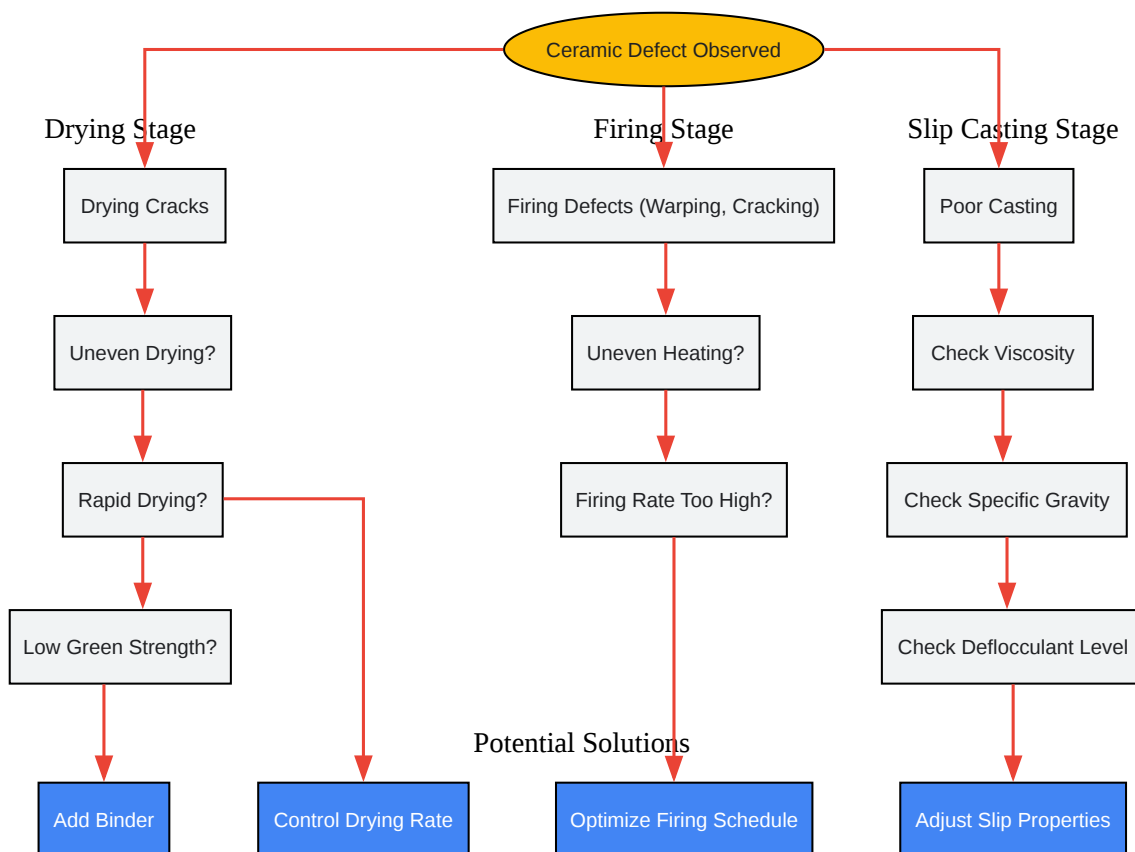 Ceramic Defect Observed
Drying Stage
Firing Stage
Slip Casting Stage
Drying Cracks
Firing Defects (Warping, Cracking)
Poor Casting
Uneven Drying?
Uneven Heating?
Check Viscosity
Rapid Drying?
Firing Rate Too High?
Check Specific Gravity
Low Green Strength?
Check Deflocculant Level
Potential Solutions
Add Binder
Control Drying Rate
Optimize Firing Schedule
Adjust Slip Properties